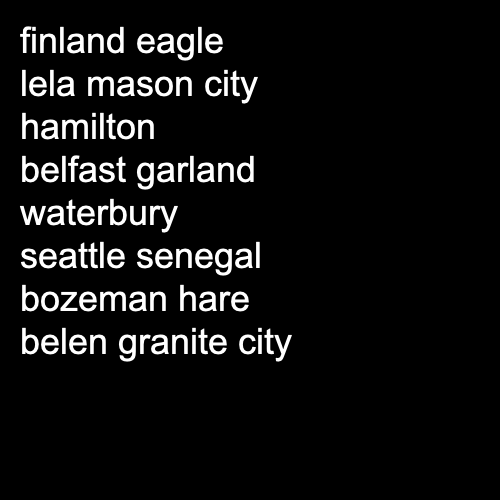 finland eagle
lela mason city
hamilton
belfast garland
waterbury
seattle senegal
bozeman hare
belen granite city